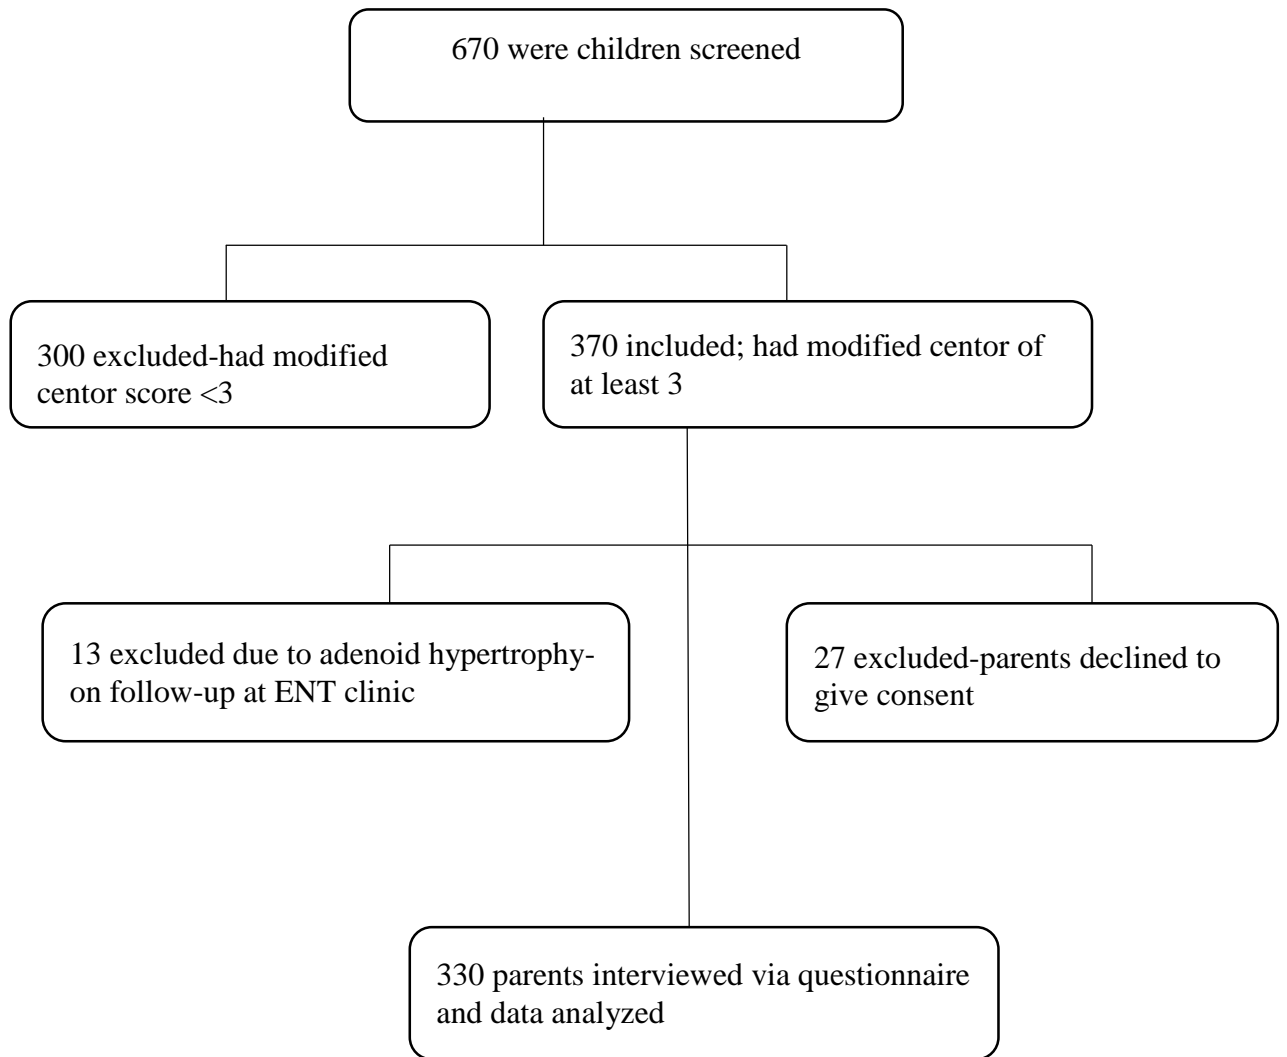 670 were children screened
300 excluded-had modified
centor score <3
370 included; had modified centor of
at least 3
13 excluded due to adenoid hypertrophy-
on follow-up at ENT clinic
27 excluded-parents declined to
give consent
330 parents interviewed via questionnaire
and data analyzed